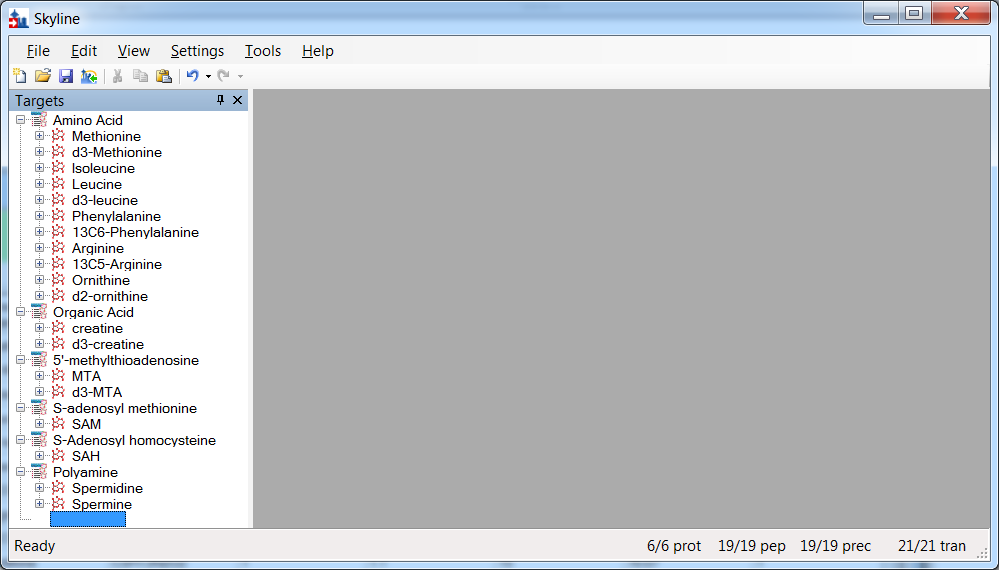 Skyline
File Edit View Settings Tools Help
Targets
Amino Acid
Methionine
d3-Methionine
Isoleucine
Leucine
d3-leucine
Phenylalanine
13C6-Phenylalanine
Arginine
13C5-Arginine
Ornithine
d2-ornithine
Organic Acid
creatine
d3-creatine
5'-methylthioadenosine
MTA
d3-MTA
S-adenosyl methionine
SAM
S-Adenosyl homocysteine
SAH
Polyamine
Spermidine
Spermine
Ready 6/6 prot 19/19 pep 19/19 prec 21/21 tran